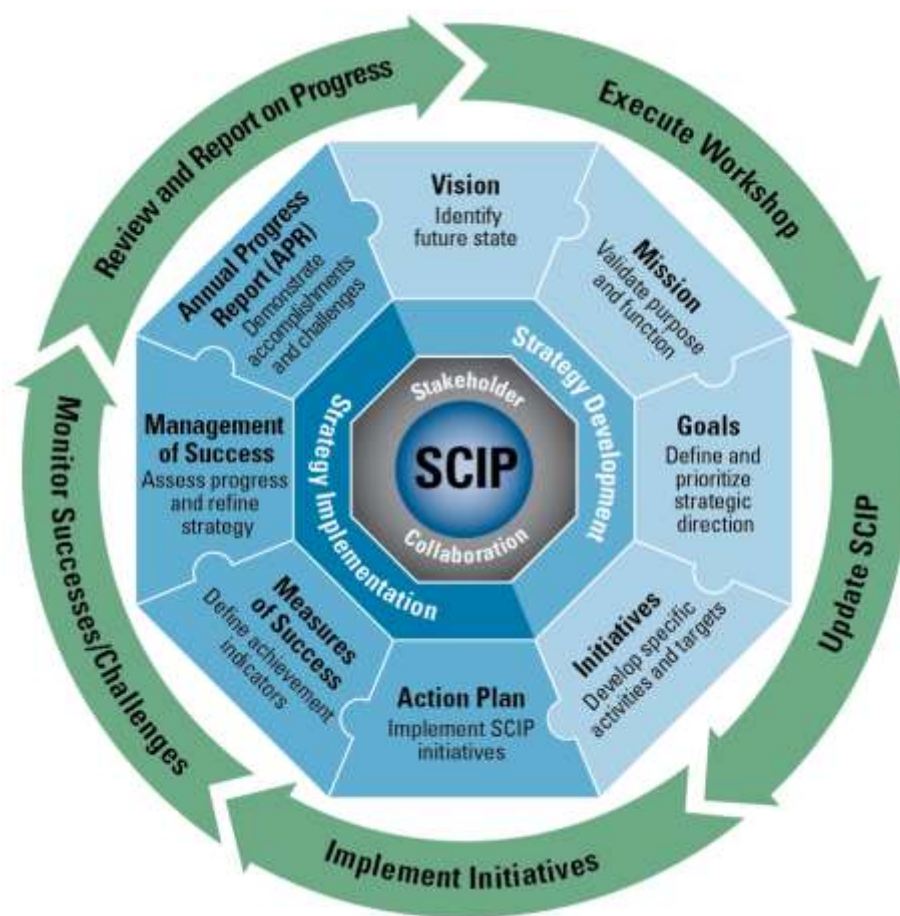 Review and Report on Progress
Execute Workshop
Update SCIP
Implement Initiatives
Monitor Successes/Challenges
Vision
Identify
future state
Mission
Validate purpose
and function
Goals
Define and
prioritize
strategic
direction
Initiatives
Develop specific
activities and targets
Action Plan
Implement SCIP
initiatives
Measures
of Success
Define achievement
indicators
Management
of Success
Assess progress
and refine
strategy
Annual Progress
Report (APR)
Demonstrate
accomplishments
and challenges
Strategy Development
Strategy Implementation
Stakeholder
SCIP
Collaboration